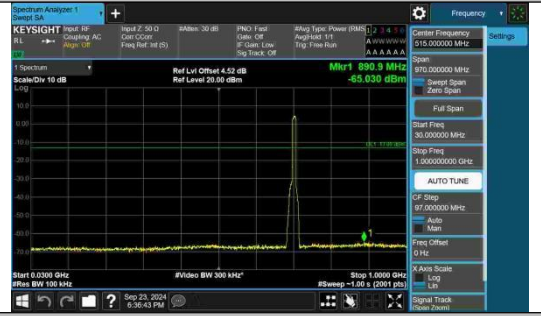 Spectrum Analyzer 1
Swept SA
Frequency
KEYSIGHT
Input: RF
Input Z: 50 Ω
#Atten: 30 dB
PNO: Fast
#Avg Type: Power (RMS
1 2 3 4 5 6
RL
Coupling: AC
Corr CCorr
Gate: Off
Avg|Hold: 1/1
Align: Off
Freq Ref: Int (S)
IF Gain: Low
Trig: Free Run
Sig Track: Off
A A A A A A
Center Frequency
515.000000 MHz
Settings
Span
970.000000 MHz
Swept Span
Zero Span
Full Span
Start Freq
30.000000 MHz
Stop Freq
1.000000000 GHz
AUTO TUNE
CF Step
97.000000 MHz
Auto
Man
Freq Offset
0 Hz
X Axis Scale
Log
Lin
Signal Track
(Span Zoom)
1 Spectrum
Scale/Div 10 dB
Ref Lvl Offset 4.52 dB
Ref Level 20.00 dBm
Mkr1 890.9 MHz
-65.030 dBm
Log
10.0
0.00
-10.0
-20.0
-30.0
-40.0
-50.0
-60.0
-70.0
1
Start 0.0300 GHz
#Video BW 300 kHz*
Stop 1.0000 GHz
#Res BW 100 kHz
#Sweep ~1.00 s (2001 pts)
Sep 23, 2024
6:36:43 PM